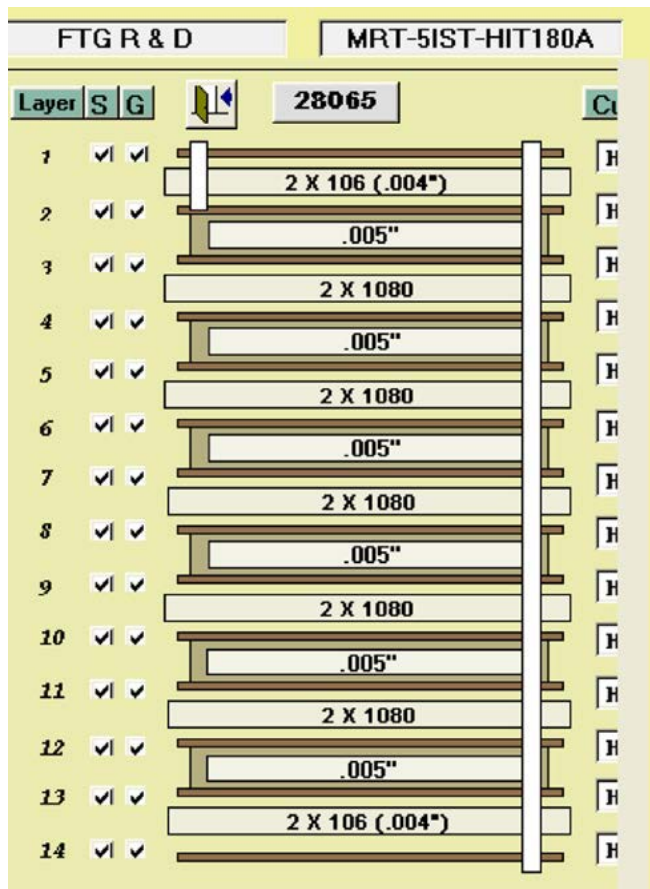 FTG R & D MRT-5IST-HIT180A
Layer S G 28065 Cu
1 H
2 X 106 (.004")
2 H
.005"
3 H
2 X 1080
4 H
.005"
5 H
2 X 1080
6 H
.005"
7 H
2 X 1080
8 H
.005"
9 H
2 X 1080
10 H
.005"
11 H
2 X 1080
12 H
.005"
13 H
2 X 106 (.004")
14 H